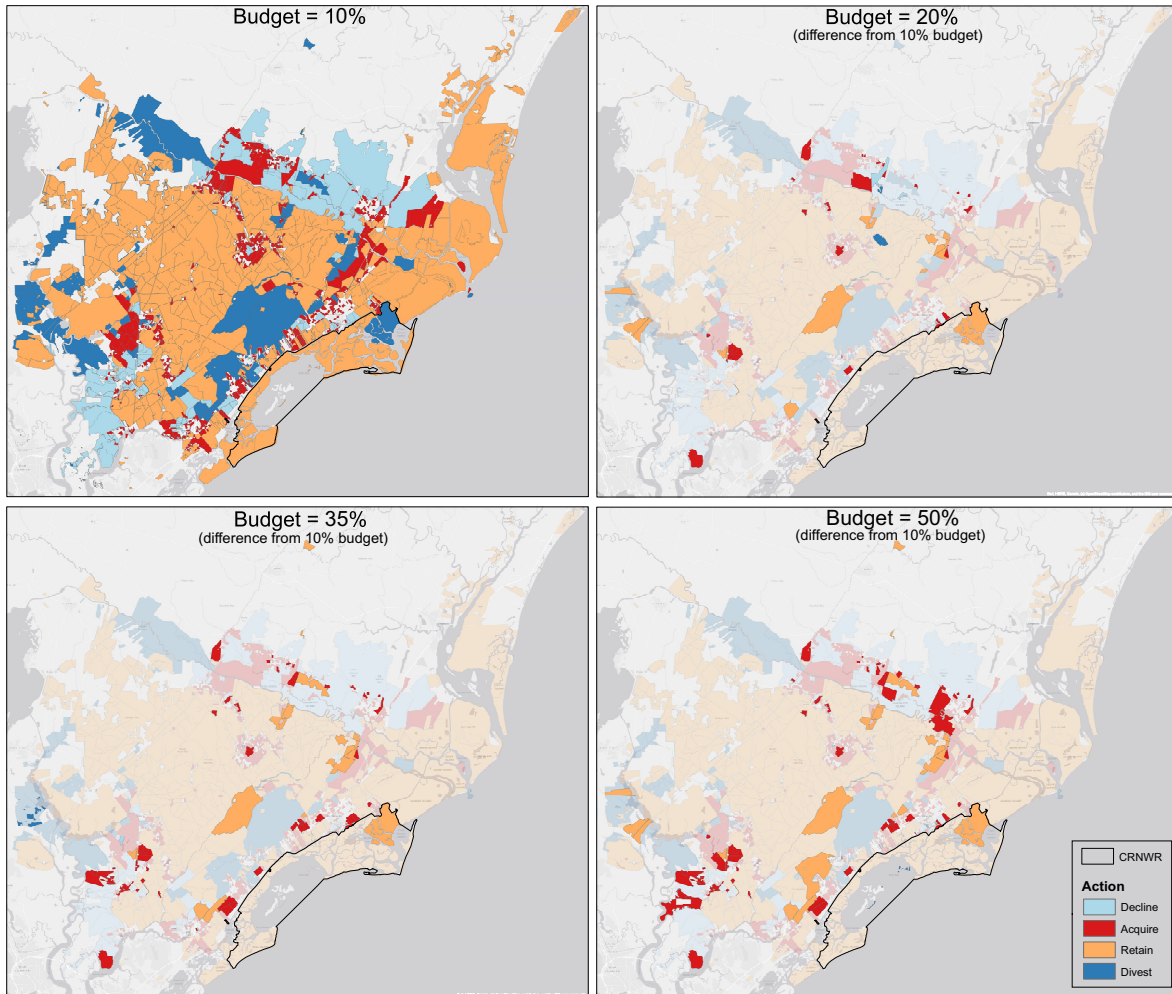 Budget = 10%
Budget = 20%
(difference from 10% budget)
Budget = 35%
(difference from 10% budget)
Budget = 50%
(difference from 10% budget)
CRNWR
Action
Decline
Acquire
Retain
Divest